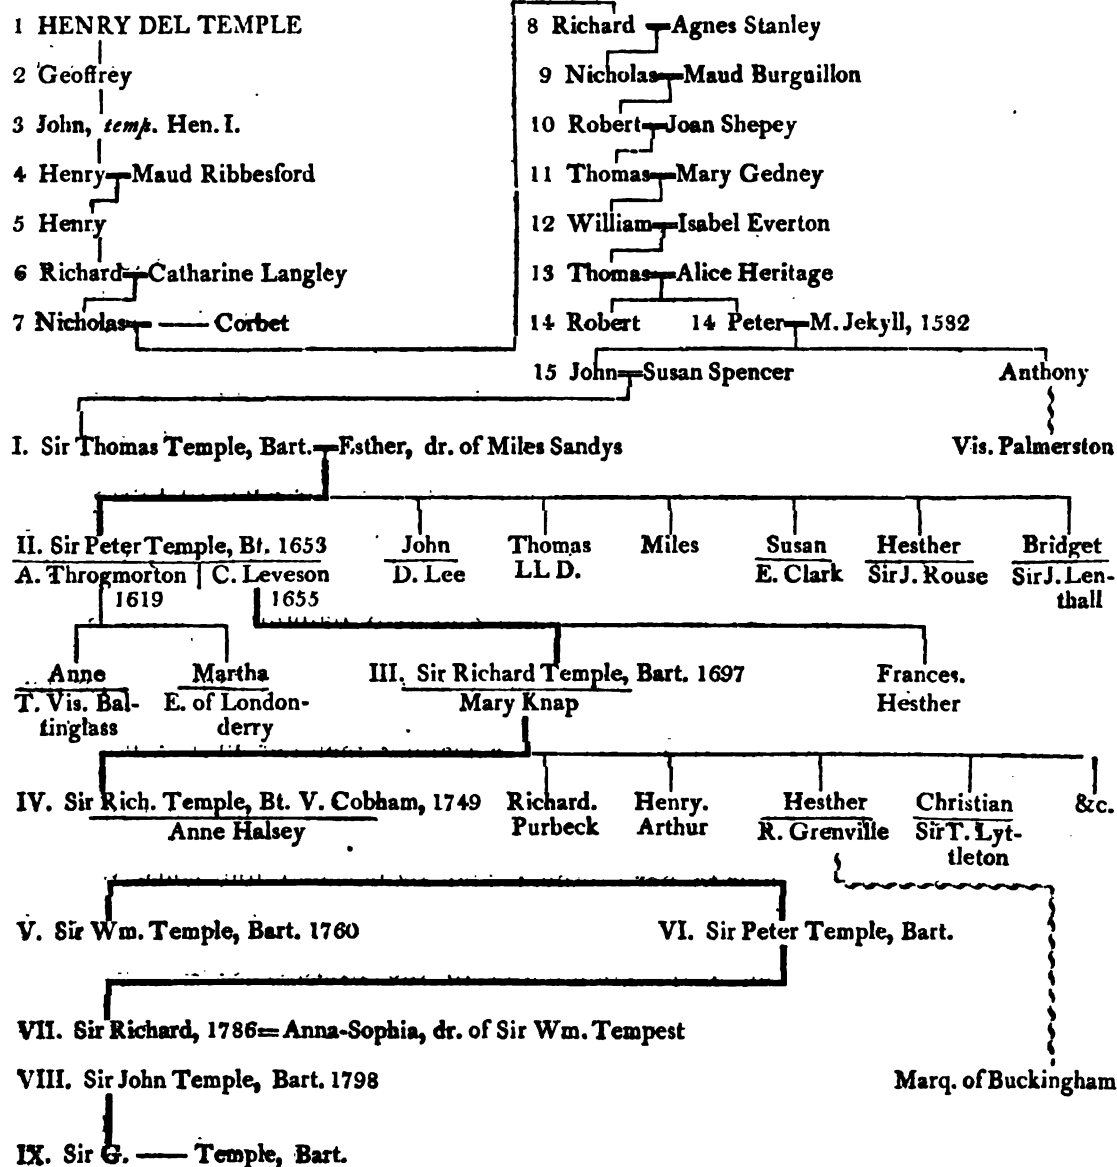 1 HENRY DEL TEMPLE
2 Geoffrey
3 John, temp. Hen. I.
4 Henry Maud Ribbesford
5 Henry
6 Richard Catharine Langley
7 Nicholas —— Corbet
8 Richard Agnes Stanley
9 Nicholas Maud Burguillon
10 Robert Joan Shepey
11 Thomas Mary Gedney
12 William Isabel Everton
13 Thomas Alice Heritage
14 Robert 14 Peter M. Jekyll, 1582
15 John Susan Spencer Anthony
I. Sir Thomas Temple, Bart. Esther, dr. of Miles Sandys Vis. Palmerston
II. Sir Peter Temple, Bt. 1653 John Thomas Miles Susan Hesther Bridget
A. Throgmorton | C. Leveson D. Lee LL D. E. Clark Sir J. Rouse Sir J. Len-
1619 1655 thall
Anne Martha III. Sir Richard Temple, Bart. 1697 Frances.
T. Vis. Bal- E. of London- Mary Knap Hesther
tinglass derry
IV. Sir Rich. Temple, Bt. V. Cobham, 1749 Richard. Henry. Hesther Christian &c.
Anne Halsey Purbeck Arthur R. Grenville Sir T. Lyt-
tleton
V. Sir Wm. Temple, Bart. 1760 VI. Sir Peter Temple, Bart.
VII. Sir Richard, 1786= Anna-Sophia, dr. of Sir Wm. Tempest
VIII. Sir John Temple, Bart. 1798 Marq. of Buckingham
IX. Sir G. —— Temple, Bart.